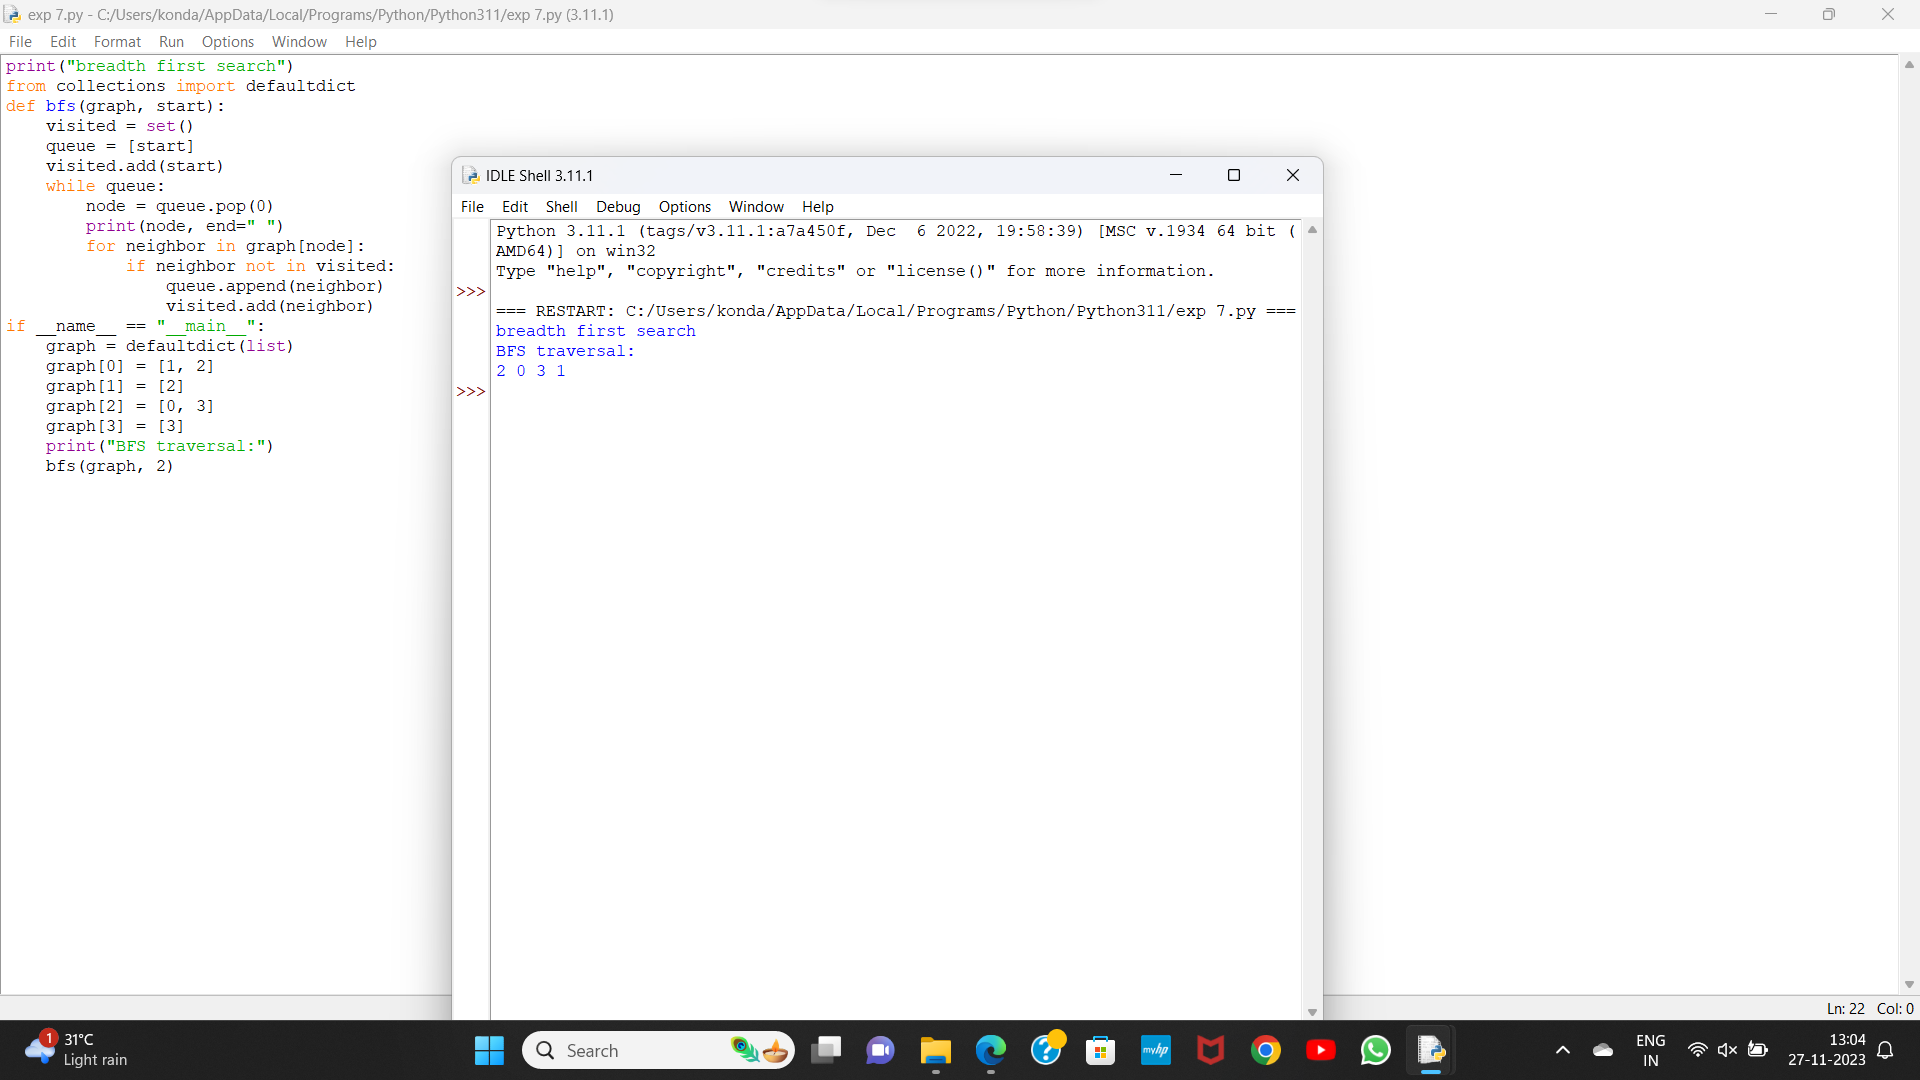 exp 7.py - C:/Users/konda/AppData/Local/Programs/Python/Python311/exp 7.py (3.11.1)
File Edit Format Run Options Window Help
print("breadth first search")
from collections import defaultdict
def bfs(graph, start):
    visited = set()
    queue = [start]
    visited.add(start)
    while queue:
        node = queue.pop(0)
        print(node, end=" ")
        for neighbor in graph[node]:
            if neighbor not in visited:
                queue.append(neighbor)
                visited.add(neighbor)
if __name__ == "__main__":
    graph = defaultdict(list)
    graph[0] = [1, 2]
    graph[1] = [2]
    graph[2] = [0, 3]
    graph[3] = [3]
    print("BFS traversal:")
    bfs(graph, 2)
IDLE Shell 3.11.1
File Edit Shell Debug Options Window Help
Python 3.11.1 (tags/v3.11.1:a7a450f, Dec  6 2022, 19:58:39) [MSC v.1934 64 bit (
AMD64)] on win32
Type "help", "copyright", "credits" or "license()" for more information.
>>>
=== RESTART: C:/Users/konda/AppData/Local/Programs/Python/Python311/exp 7.py ===
breadth first search
BFS traversal:
2 0 3 1
>>>
Ln: 22 Col: 0
1
31°C
Light rain
Search
myhp
ENG
IN
13:04
27-11-2023